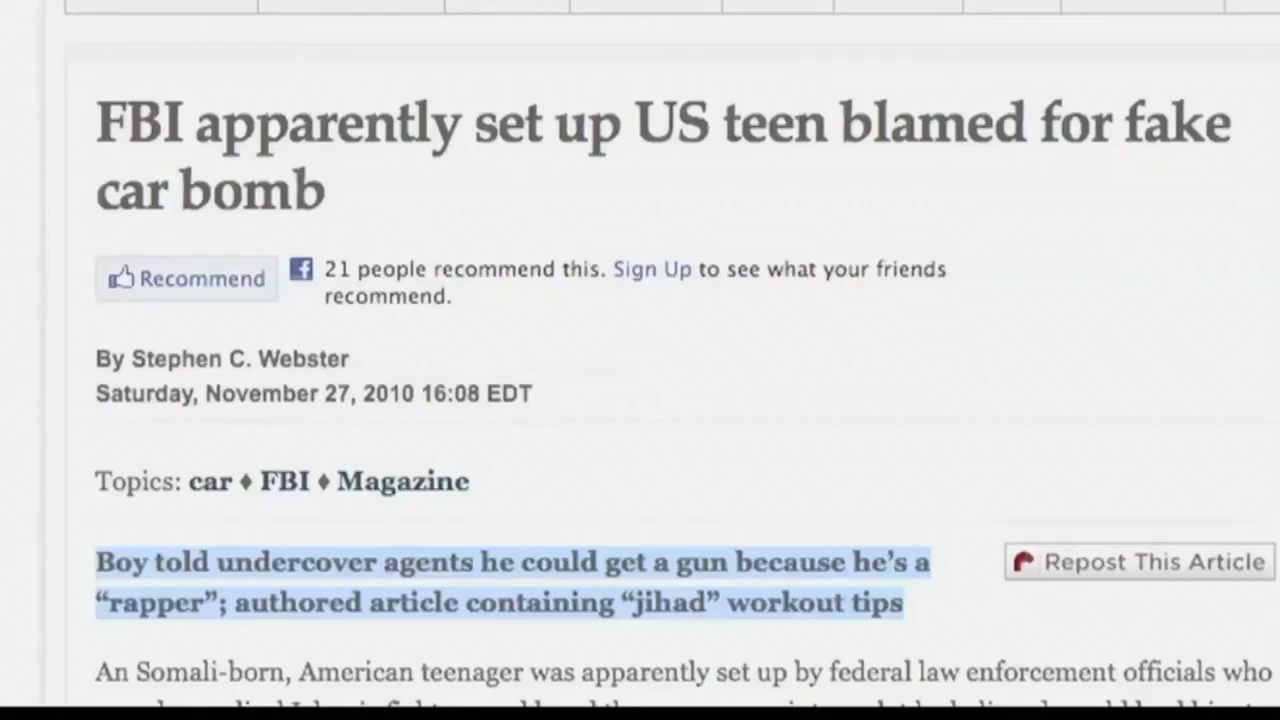 FBI apparently set up US teen blamed for fake
car bomb
Recommend
21 people recommend this. Sign Up to see what your friends
recommend.
By Stephen C. Webster
Saturday, November 27, 2010 16:08 EDT
Topics: car ♦ FBI ♦ Magazine
Boy told undercover agents he could get a gun because he's a
“rapper”; authored article containing “jihad” workout tips
Repost This Article
An Somali-born, American teenager was apparently set up by federal law enforcement officials who